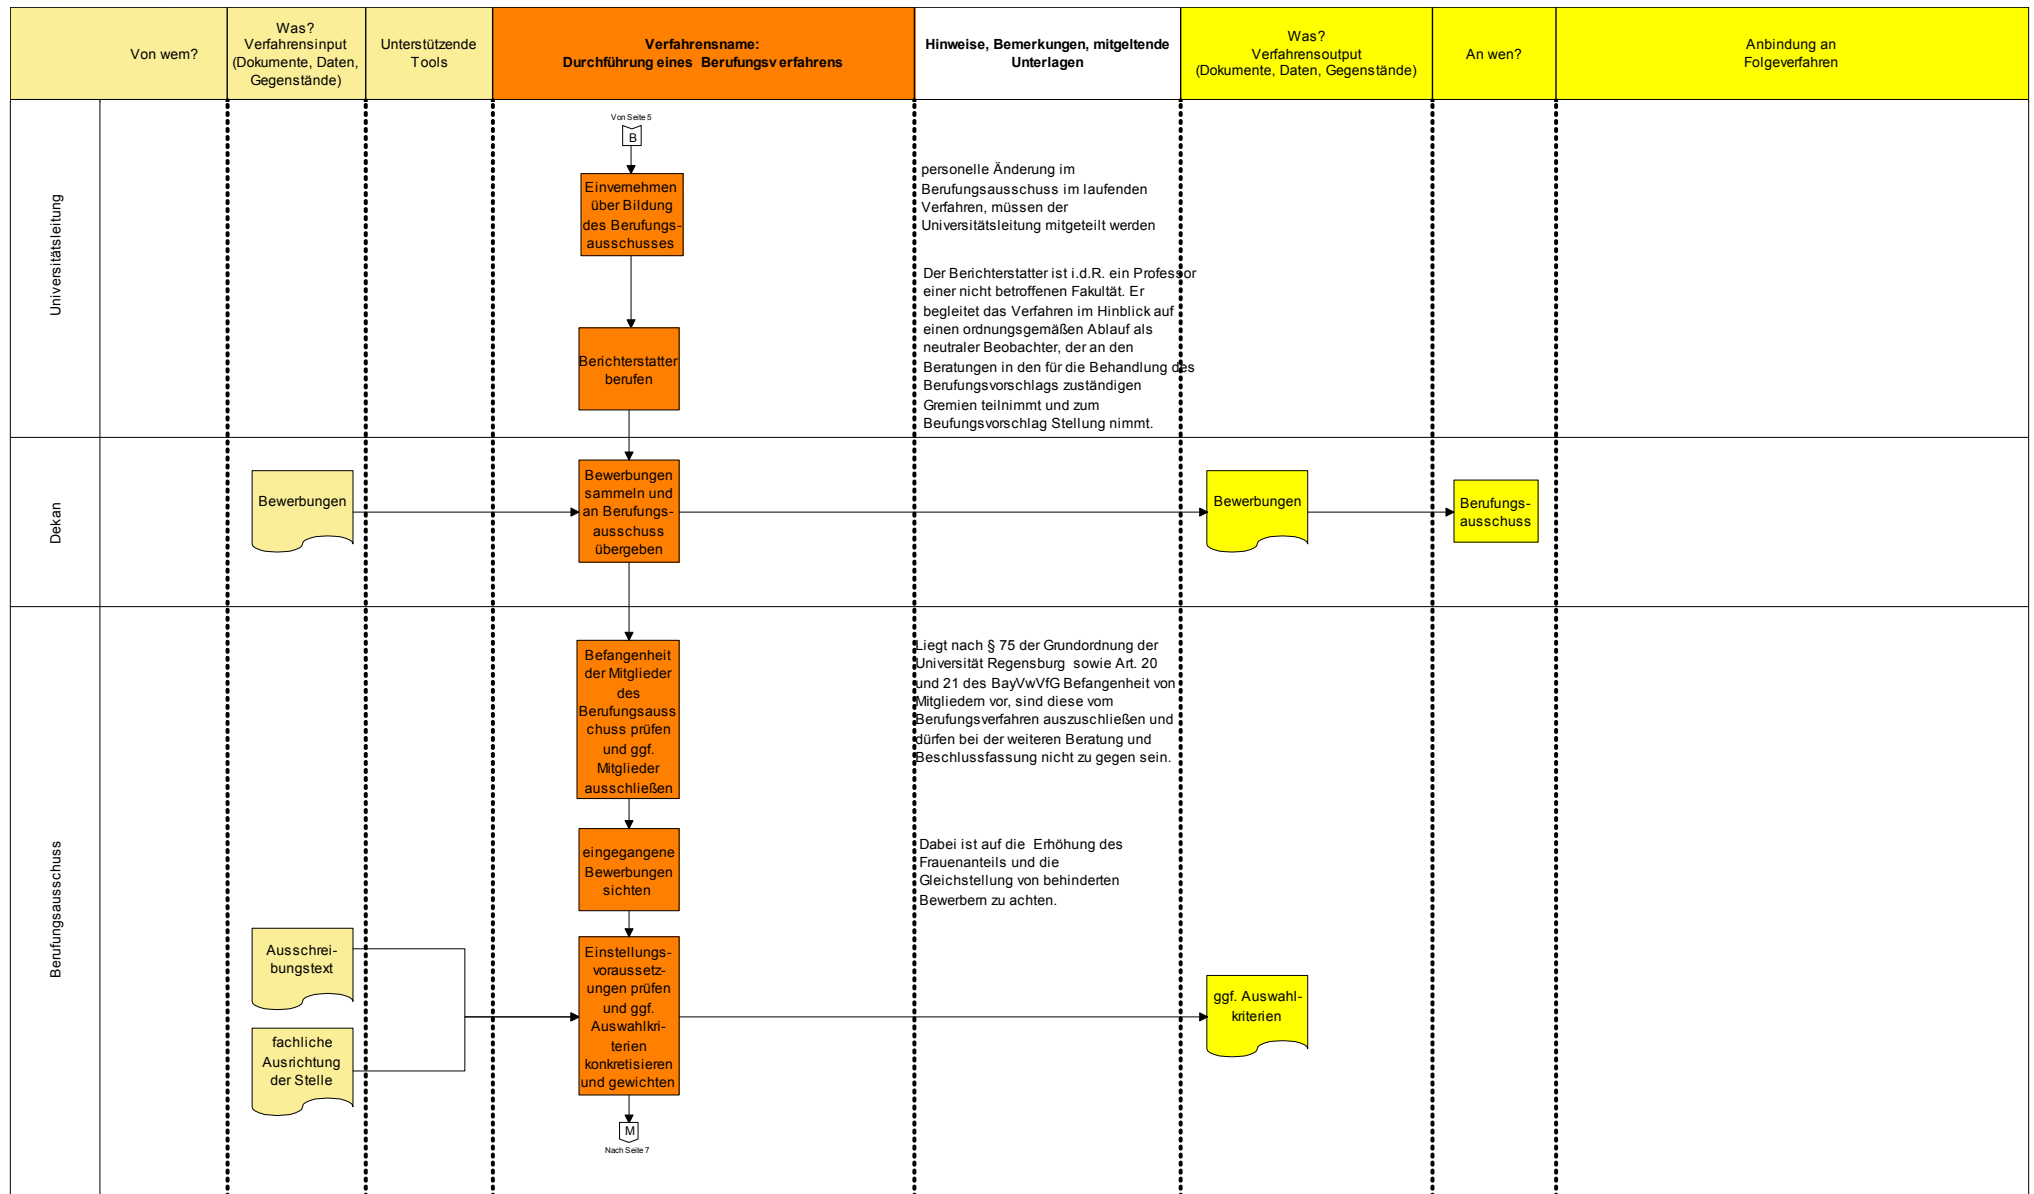 Von wem?
Was?
Verfahrensinput
(Dokumente, Daten,
Gegenstände)
Unterstützende
Tools
Verfahrensname:
Durchführung eines Berufungsverfahrens
Hinweise, Bemerkungen, mitgeltende
Unterlagen
Was?
Verfahrensoutput
(Dokumente, Daten, Gegenstände)
An wen?
Anbindung an
Folgeverfahren
Universitätsleitung
Von Seite 5
B
Einvernehmen
über Bildung
des Berufungs-
ausschusses
personelle Änderung im
Berufungsausschuss im laufenden
Verfahren, müssen der
Universitätsleitung mitgeteilt werden
Berichterstatter
berufen
Der Berichterstatter ist i.d.R. ein Professor
einer nicht betroffenen Fakultät. Er
begleitet das Verfahren im Hinblick auf
einen ordnungsgemäßen Ablauf als
neutraler Beobachter, der an den
Beratungen in den für die Behandlung des
Berufungsvorschlags zuständigen
Gremien teilnimmt und zum
Beufungsvorschlag Stellung nimmt.
Dekan
Bewerbungen
Bewerbungen
sammeln und
an Berufungs-
ausschuss
übergeben
Bewerbungen
Berufungs-
ausschuss
Berufungsausschuss
Befangenheit
der Mitglieder
des
Berufungsauss
chuss prüfen
und ggf.
Mitglieder
ausschließen
Liegt nach § 75 der Grundordnung der
Universität Regensburg sowie Art. 20
und 21 des BayVwVfG Befangenheit von
Mitgliedern vor, sind diese vom
Berufungsverfahren auszuschließen und
dürfen bei der weiteren Beratung und
Beschlussfassung nicht zu gegen sein.
eingegangene
Bewerbungen
sichten
Dabei ist auf die Erhöhung des
Frauenanteils und die
Gleichstellung von behinderten
Bewerbern zu achten.
Ausschrei-
bungstext
fachliche
Ausrichtung
der Stelle
Einstellungs-
voraussetz-
ungen prüfen
und ggf.
Auswahlkri-
terien
konkretisieren
und gewichten
ggf. Auswahl-
kriterien
M
Nach Seite 7